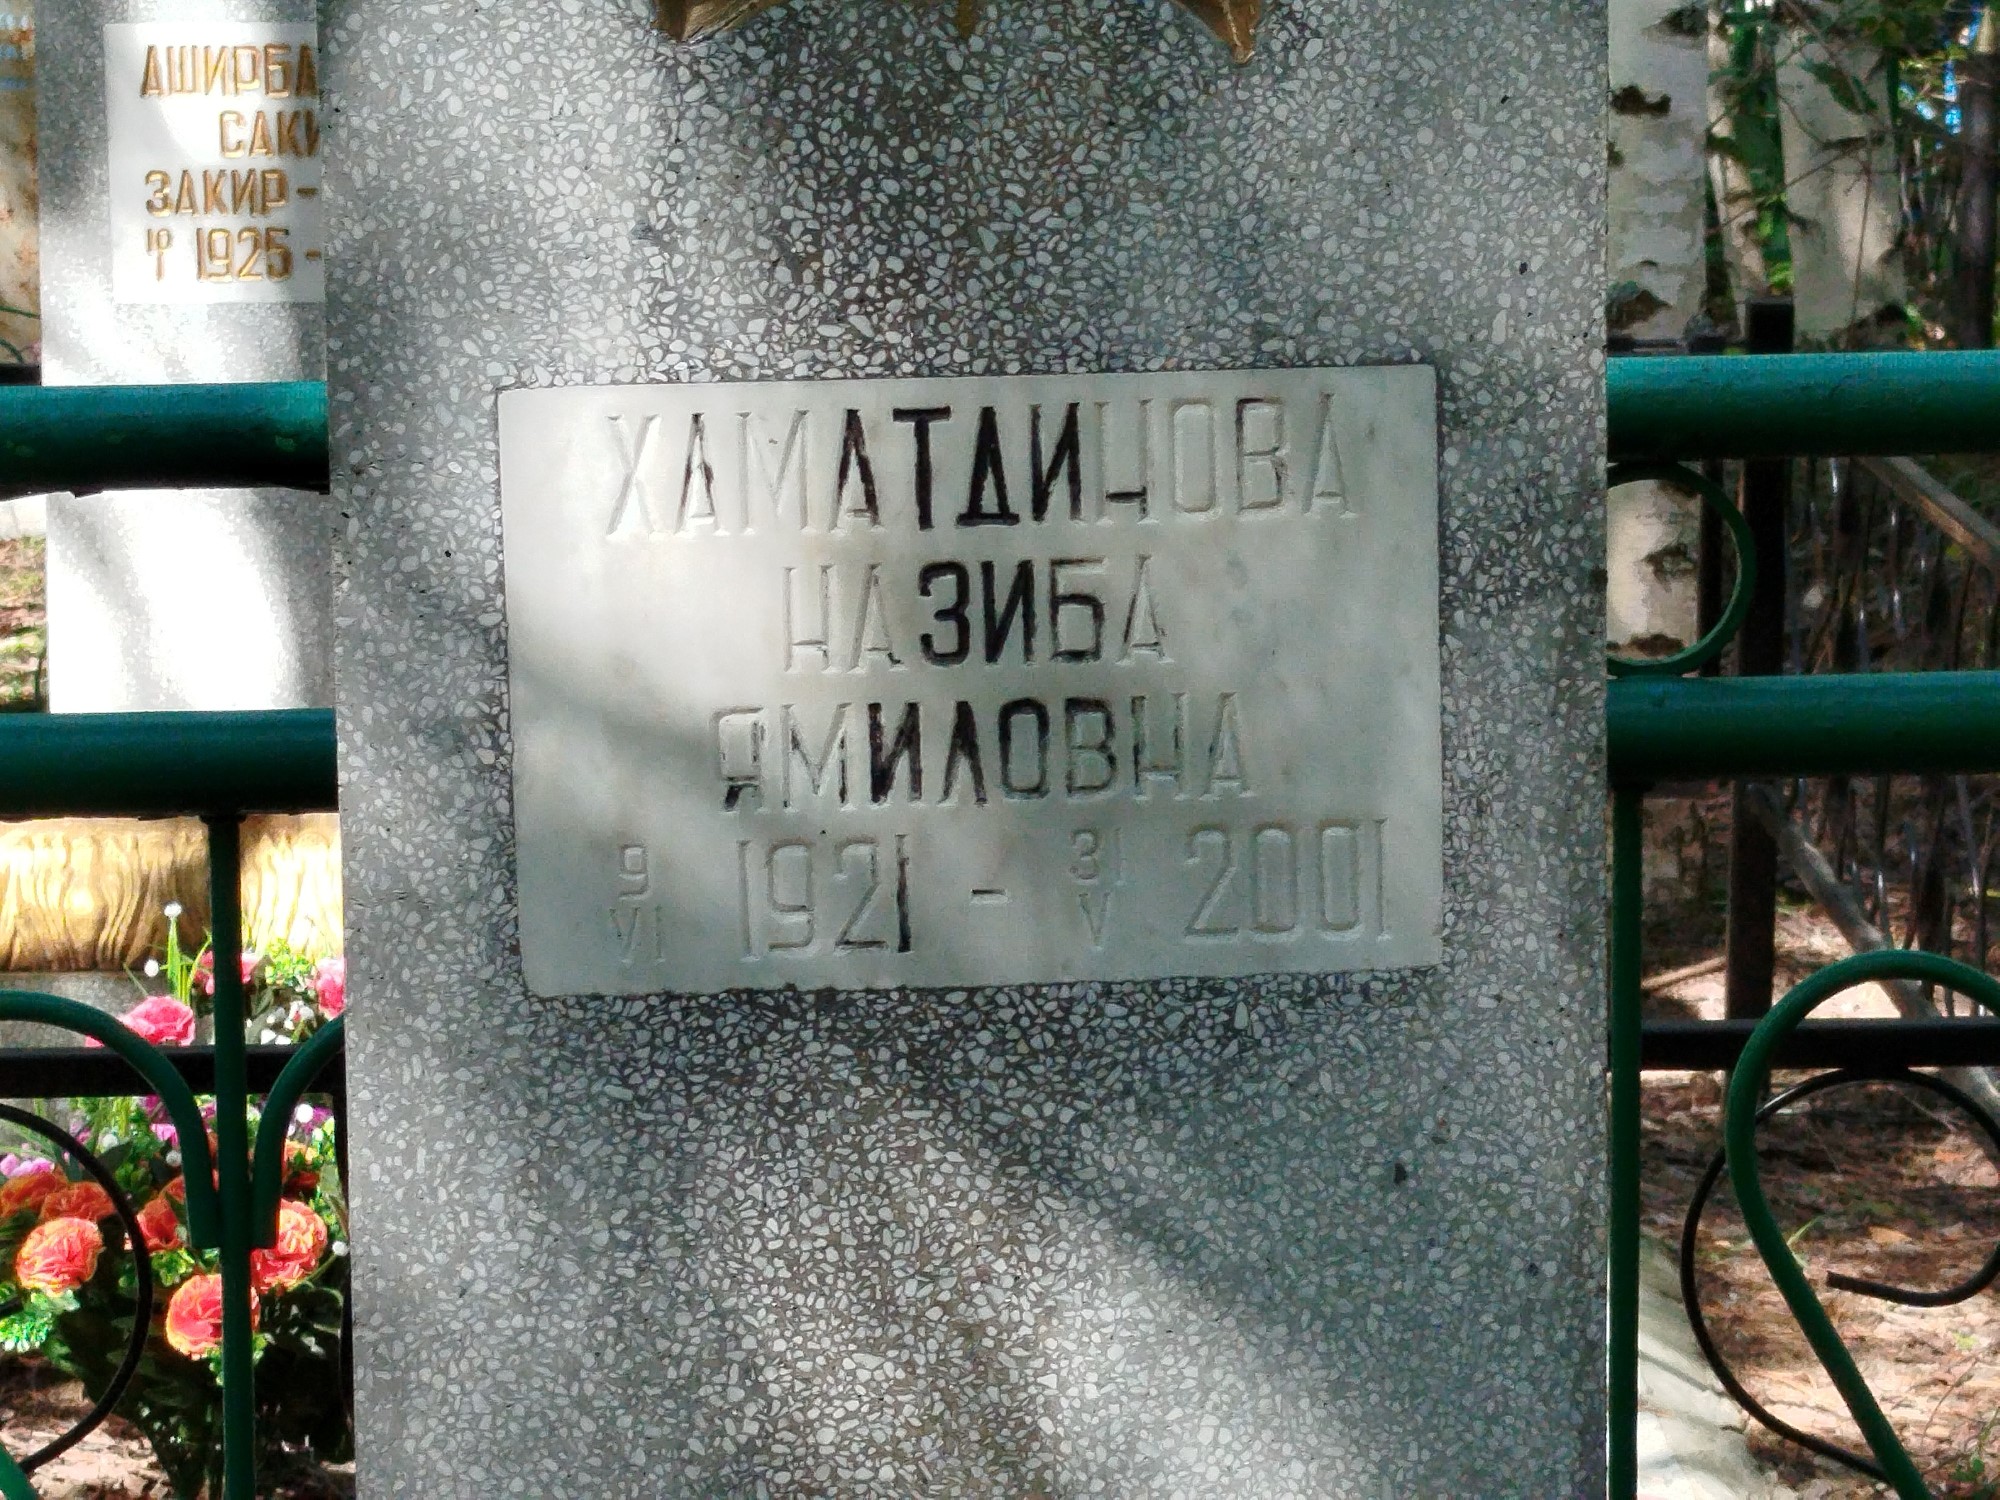 ХАМАТДИНОВА
НАЗИБА
ЯМИЛОВНА
9/VI 1921 - 31/V 2001
АШИРБА
САКИ
ЗАКИР-
1925 -